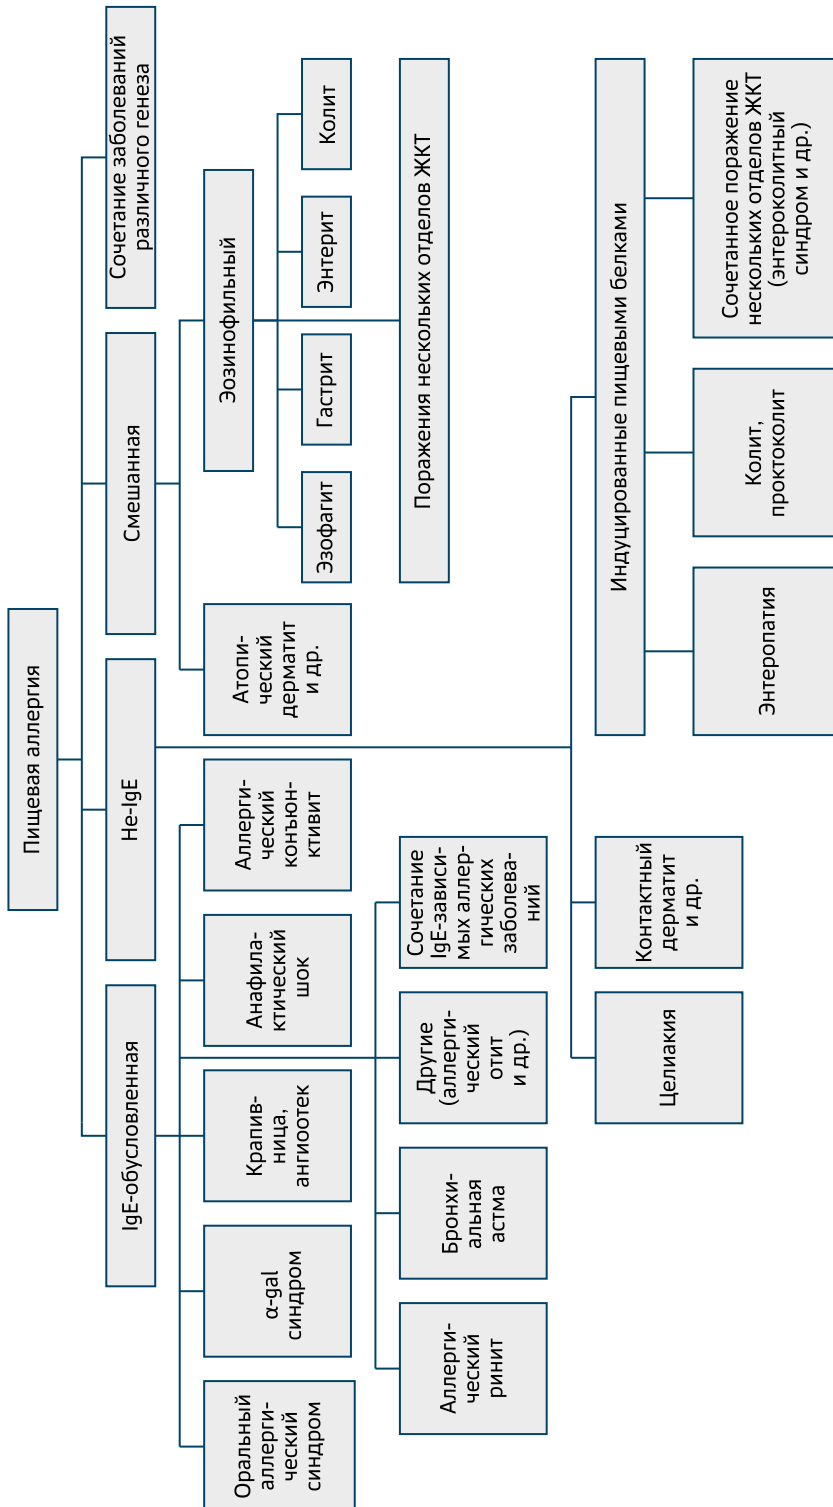 Пищевая аллергия
IgE-обусловленная
Не-IgE
Смешанная
Сочетание заболеваний
различного генеза
Оральный
аллерги-
ческий
синдром
α-gal
синдром
Крапив-
ница,
ангиоотек
Анафила-
ктический
шок
Аллерги-
ческий
конъюн-
ктивит
Атопи-
ческий
дерматит
и др.
Эозинофильный
Эзофагит
Гастрит
Энтерит
Колит
Аллерги-
ческий
ринит
Бронхи-
альная
астма
Другие
(аллерги-
ческий
отит
и др.)
Сочетание
IgE-зависи-
мых аллер-
гических
заболева-
ний
Поражения нескольких отделов ЖКТ
Целиакия
Контактный
дерматит
и др.
Индуцированные пищевыми белками
Энтеропатия
Колит,
проктоколит
Сочетанное поражение
нескольких отделов ЖКТ
(энтероколитный
синдром и др.)